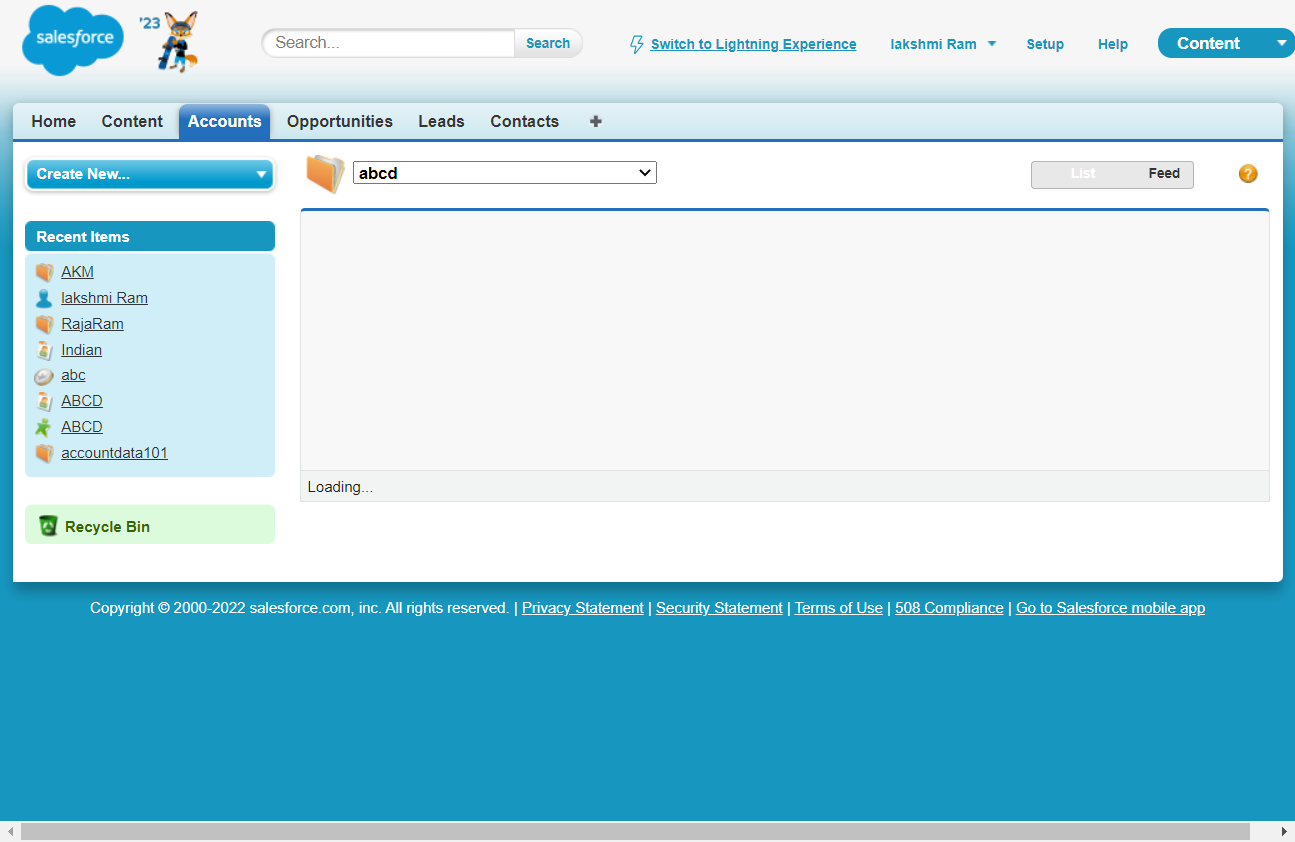 salesforce
'23
Search...
Search
Switch to Lightning Experience
lakshmi Ram
Setup
Help
Content
Home
Content
Accounts
Opportunities
Leads
Contacts
+
Create New...
abcd
List
Feed
?
Recent Items
AKM
lakshmi Ram
RajaRam
Indian
abc
ABCD
ABCD
accountdata101
Loading...
Recycle Bin
Copyright © 2000-2022 salesforce.com, inc. All rights reserved. | Privacy Statement | Security Statement | Terms of Use | 508 Compliance | Go to Salesforce mobile app